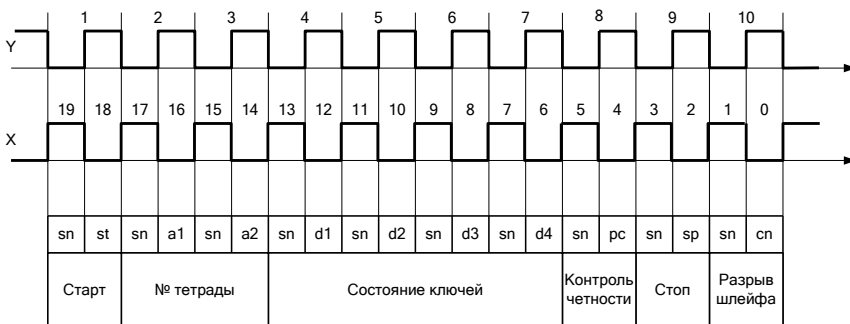 1 2 3 4 5 6 7 8 9 10
Y
19 18 17 16 15 14 13 12 11 10 9 8 7 6 5 4 3 2 1 0
X
sn st sn a1 sn a2 sn d1 sn d2 sn d3 sn d4 sn pc sn sp sn cn
Старт
№ тетрады
Состояние ключей
Контроль
четности
Стоп
Разрыв
шлейфа